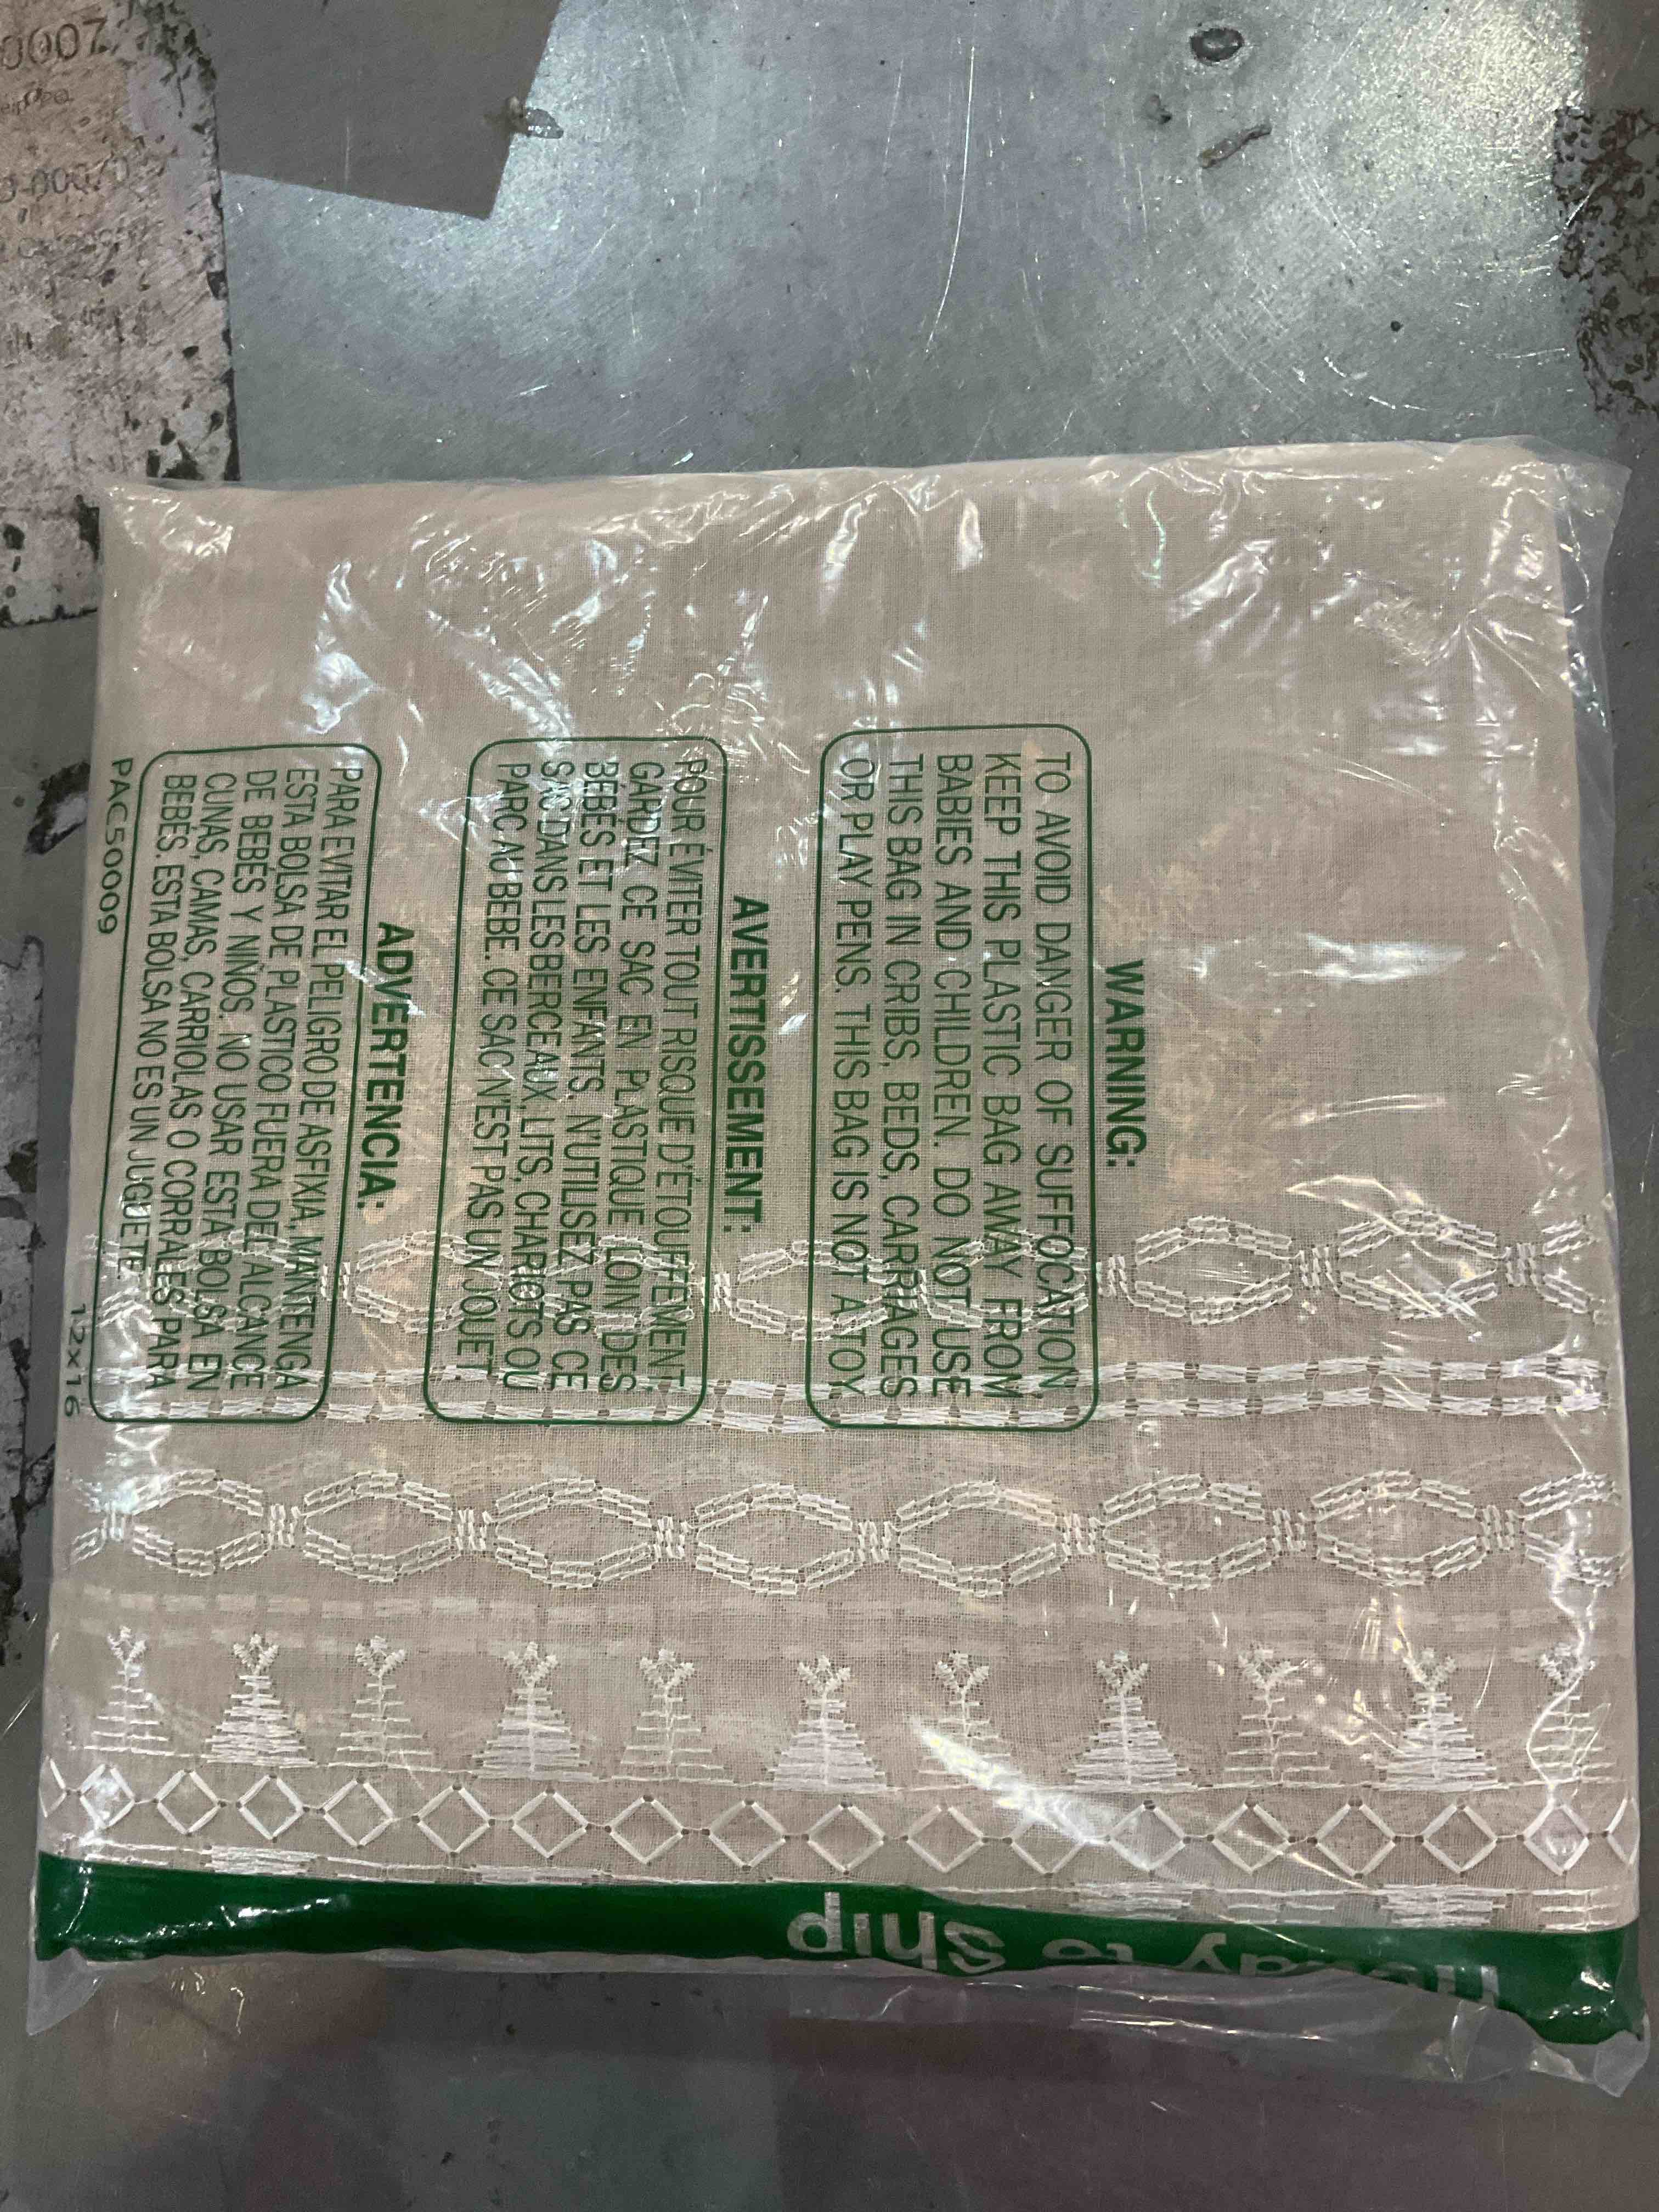 WARNING:
TO AVOID DANGER OF SUFFOCATION,
KEEP THIS PLASTIC BAG AWAY FROM
BABIES AND CHILDREN. DO NOT USE
THIS BAG IN CRIBS, BEDS, CARRIAGES
OR PLAY PENS. THIS BAG IS NOT A TOY.
AVERTISSEMENT:
POUR ÉVITER TOUT RISQUE D'ÉTOUFFEMENT,
GARDEZ CE SAC EN PLASTIQUE LOIN DES
BÉBÉS ET LES ENFANTS. N'UTILISEZ PAS CE
SAC DANS LES BERCEAUX, LITS, CHARIOTS OU
PARC AU BEBE. CE SAC N'EST PAS UN JOUET.
ADVERTENCIA:
PARA EVITAR EL PELIGRO DE ASFIXIA, MANTENGA
ESTA BOLSA DE PLASTICO FUERA DEL ALCANCE
DE BEBÉS Y NIÑOS. NO USAR ESTA BOLSA EN
CUNAS, CAMAS, CARRIOLAS O CORRALES PARA
BEBÉS. ESTA BOLSA NO ES UN JUGUETE.
PAC50009
12x16
Ready to ship
0007